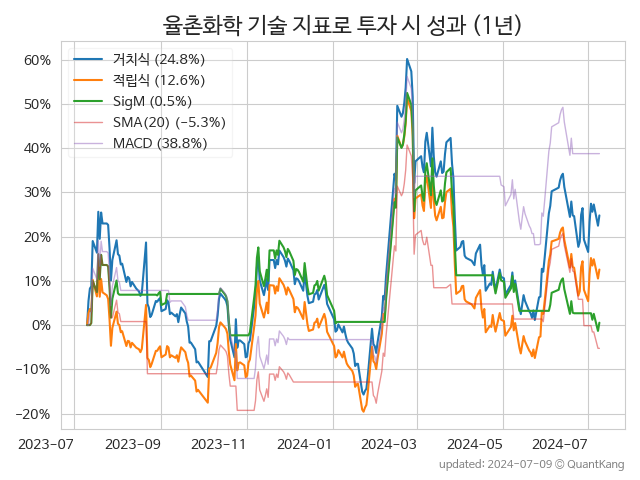 율촌화학 기술 지표로 투자 시 성과 (1년)
60%
50%
40%
30%
20%
10%
0%
−10%
−20%
거치식 (24.8%)
적립식 (12.6%)
SigM (0.5%)
SMA(20) (−5.3%)
MACD (38.8%)
2023-07
2023-09
2023-11
2024-01
2024-03
2024-05
2024-07
updated: 2024-07-09 © QuantKang